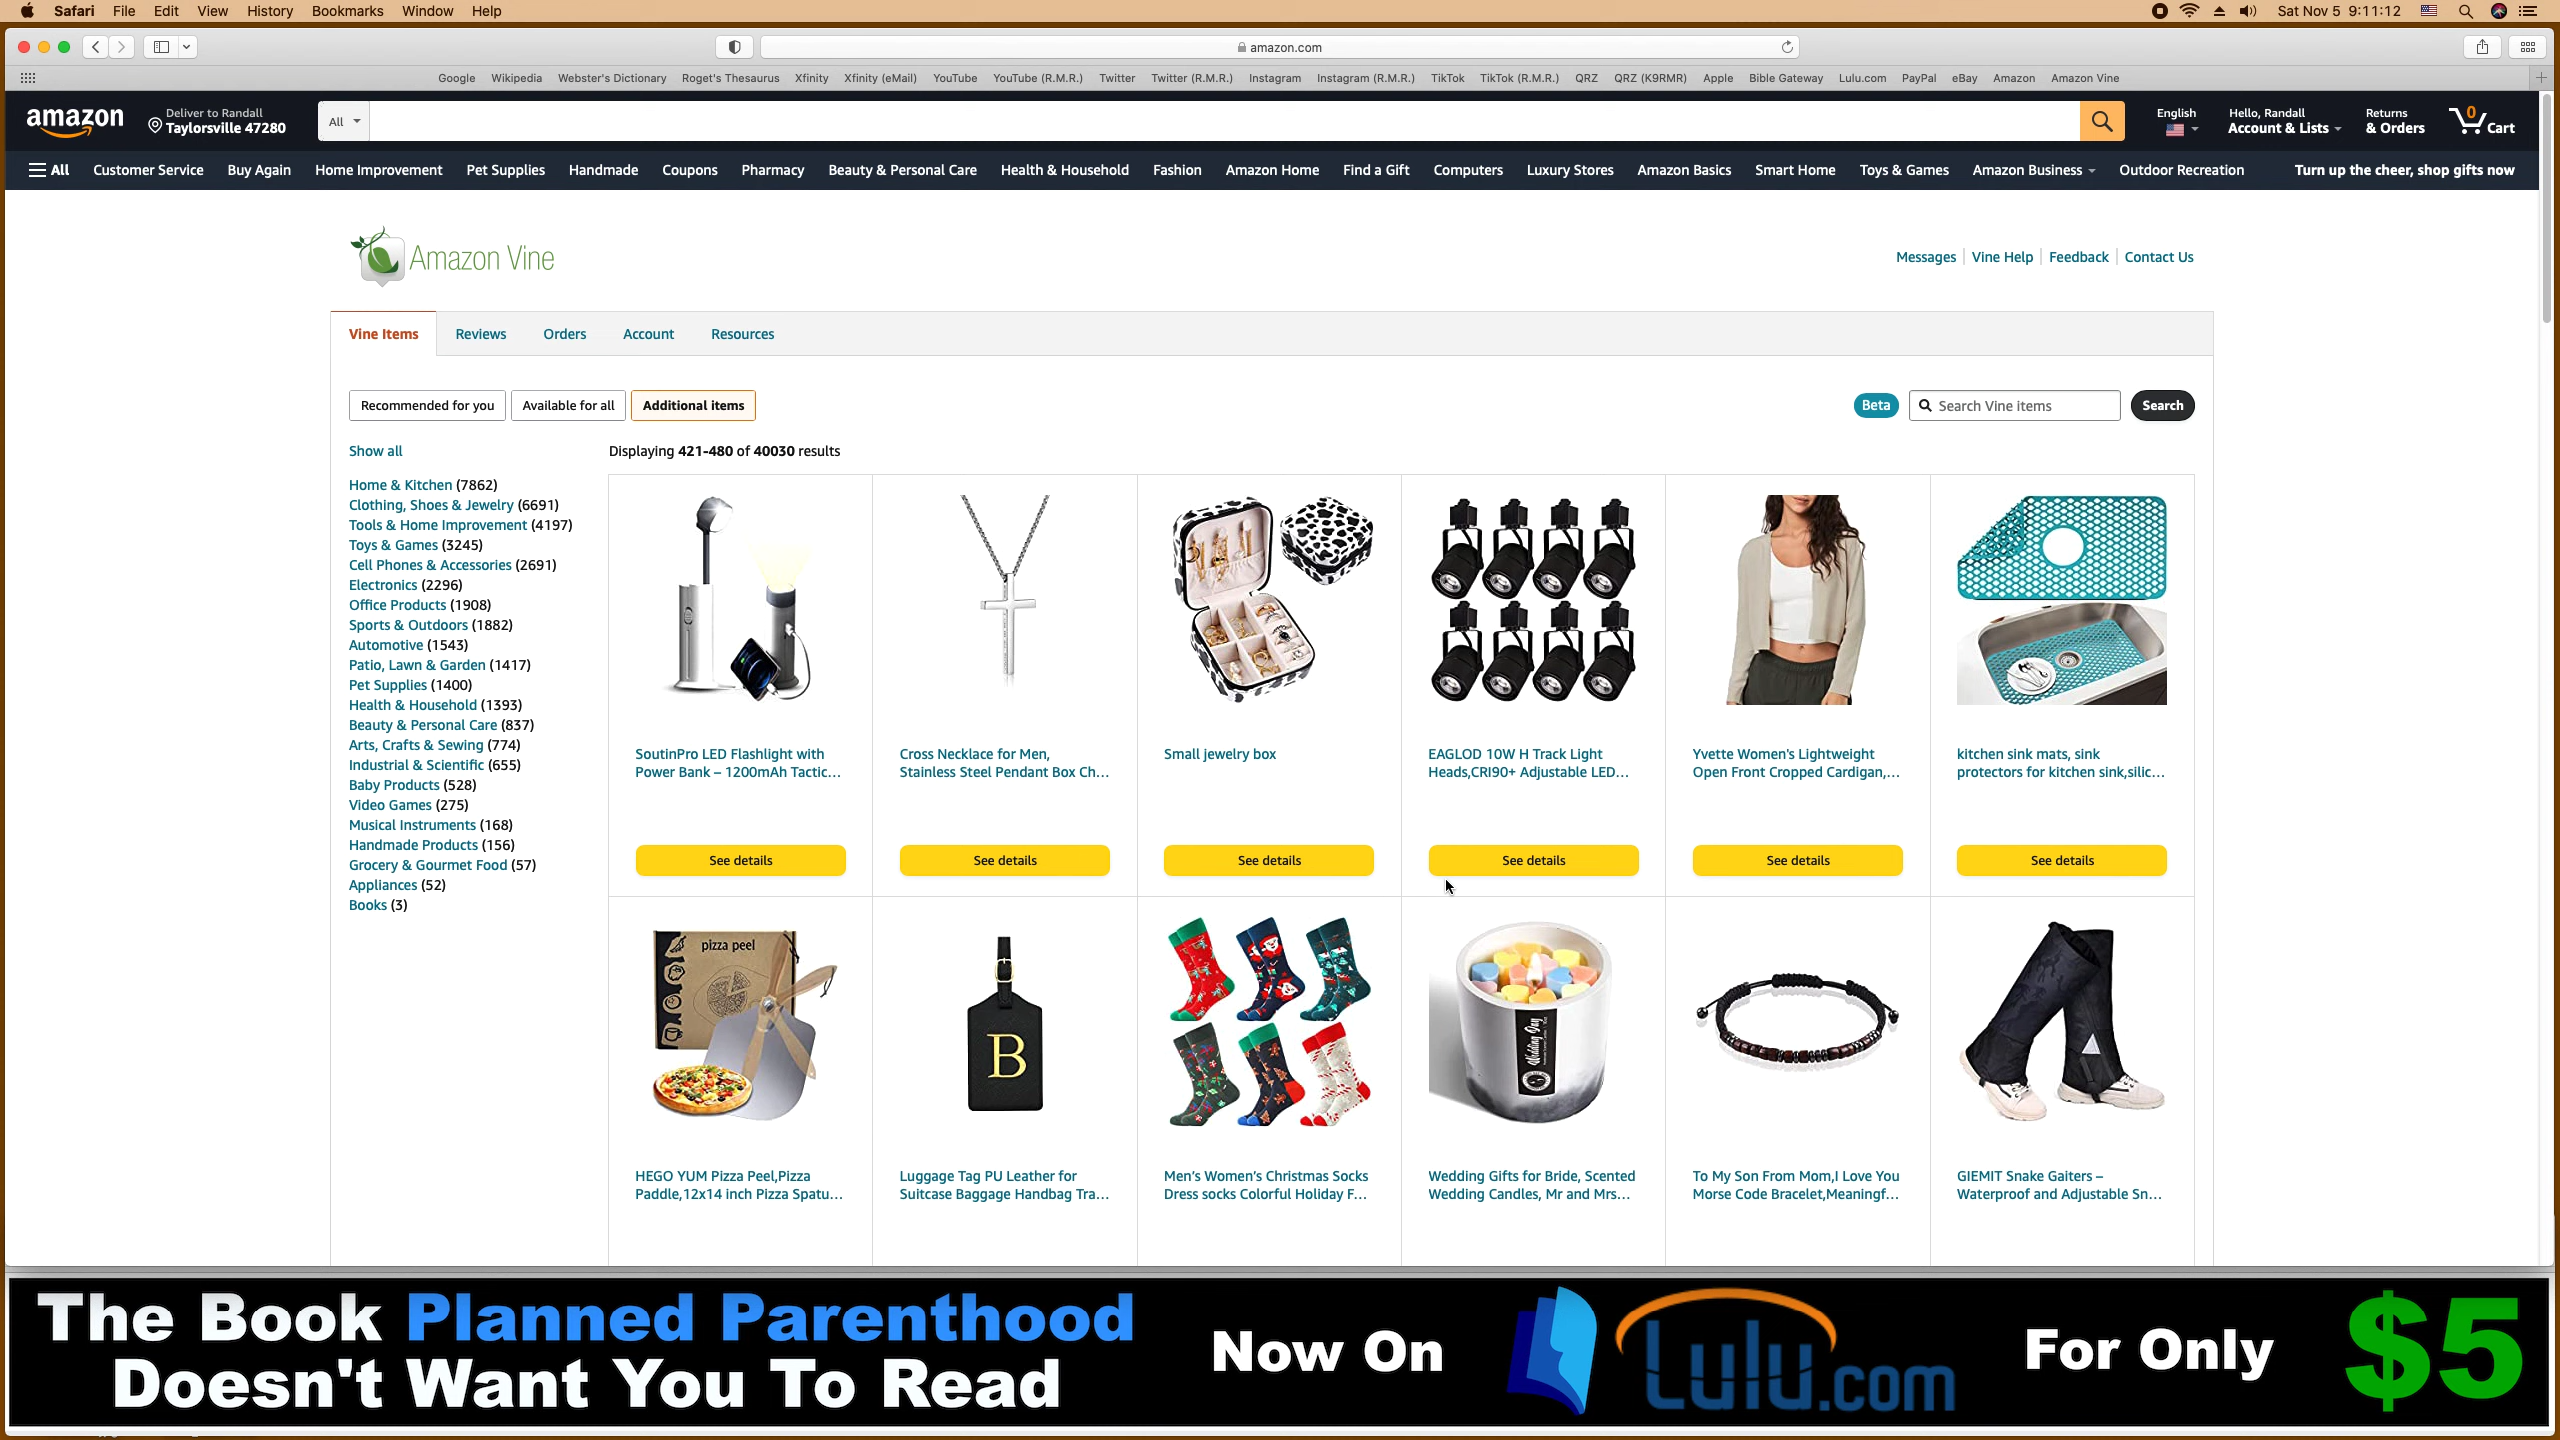 Safari File Edit View History Bookmarks Window Help
Sat Nov 5 9:11:12
amazon.com
Google Wikipedia Webster's Dictionary Roget's Thesaurus Xfinity Xfinity (eMail) YouTube YouTube (R.M.R.) Twitter Twitter (R.M.R.) Instagram Instagram (R.M.R.) TikTok TikTok (R.M.R.) QRZ QRZ (K9RMR) Apple Bible Gateway Lulu.com PayPal eBay Amazon Amazon Vine
amazon
Deliver to Randall
Taylorsville 47280
All
English
Hello, Randall
Account & Lists
Returns
& Orders
0
Cart
All Customer Service Buy Again Home Improvement Pet Supplies Handmade Coupons Pharmacy Beauty & Personal Care Health & Household Fashion Amazon Home Find a Gift Computers Luxury Stores Amazon Basics Smart Home Toys & Games Amazon Business Outdoor Recreation Turn up the cheer, shop gifts now
Amazon Vine
Messages Vine Help Feedback Contact Us
Vine Items Reviews Orders Account Resources
Recommended for you Available for all Additional items
Beta Search Vine items Search
Show all
Displaying 421-480 of 40030 results
Home & Kitchen (7862)
Clothing, Shoes & Jewelry (6691)
Tools & Home Improvement (4197)
Toys & Games (3245)
Cell Phones & Accessories (2691)
Electronics (2296)
Office Products (1908)
Sports & Outdoors (1882)
Automotive (1543)
Patio, Lawn & Garden (1417)
Pet Supplies (1400)
Health & Household (1393)
Beauty & Personal Care (837)
Arts, Crafts & Sewing (774)
Industrial & Scientific (655)
Baby Products (528)
Video Games (275)
Musical Instruments (168)
Handmade Products (156)
Grocery & Gourmet Food (57)
Appliances (52)
Books (3)
SoutinPro LED Flashlight with
Power Bank – 1200mAh Tactic...
See details
Cross Necklace for Men,
Stainless Steel Pendant Box Ch...
See details
Small jewelry box
See details
EAGLOD 10W H Track Light
Heads,CRI90+ Adjustable LED...
See details
Yvette Women's Lightweight
Open Front Cropped Cardigan,...
See details
kitchen sink mats, sink
protectors for kitchen sink,silic...
See details
pizza peel
HEGO YUM Pizza Peel,Pizza
Paddle,12x14 inch Pizza Spatu...
B
Luggage Tag PU Leather for
Suitcase Baggage Handbag Tra...
Men's Women's Christmas Socks
Dress socks Colorful Holiday F...
Wedding Day
Wedding Gifts for Bride, Scented
Wedding Candles, Mr and Mrs...
To My Son From Mom,I Love You
Morse Code Bracelet,Meaningf...
GIEMIT Snake Gaiters –
Waterproof and Adjustable Sn...
The Book Planned Parenthood
Doesn't Want You To Read
Now On
Lulu.com
For Only
$5